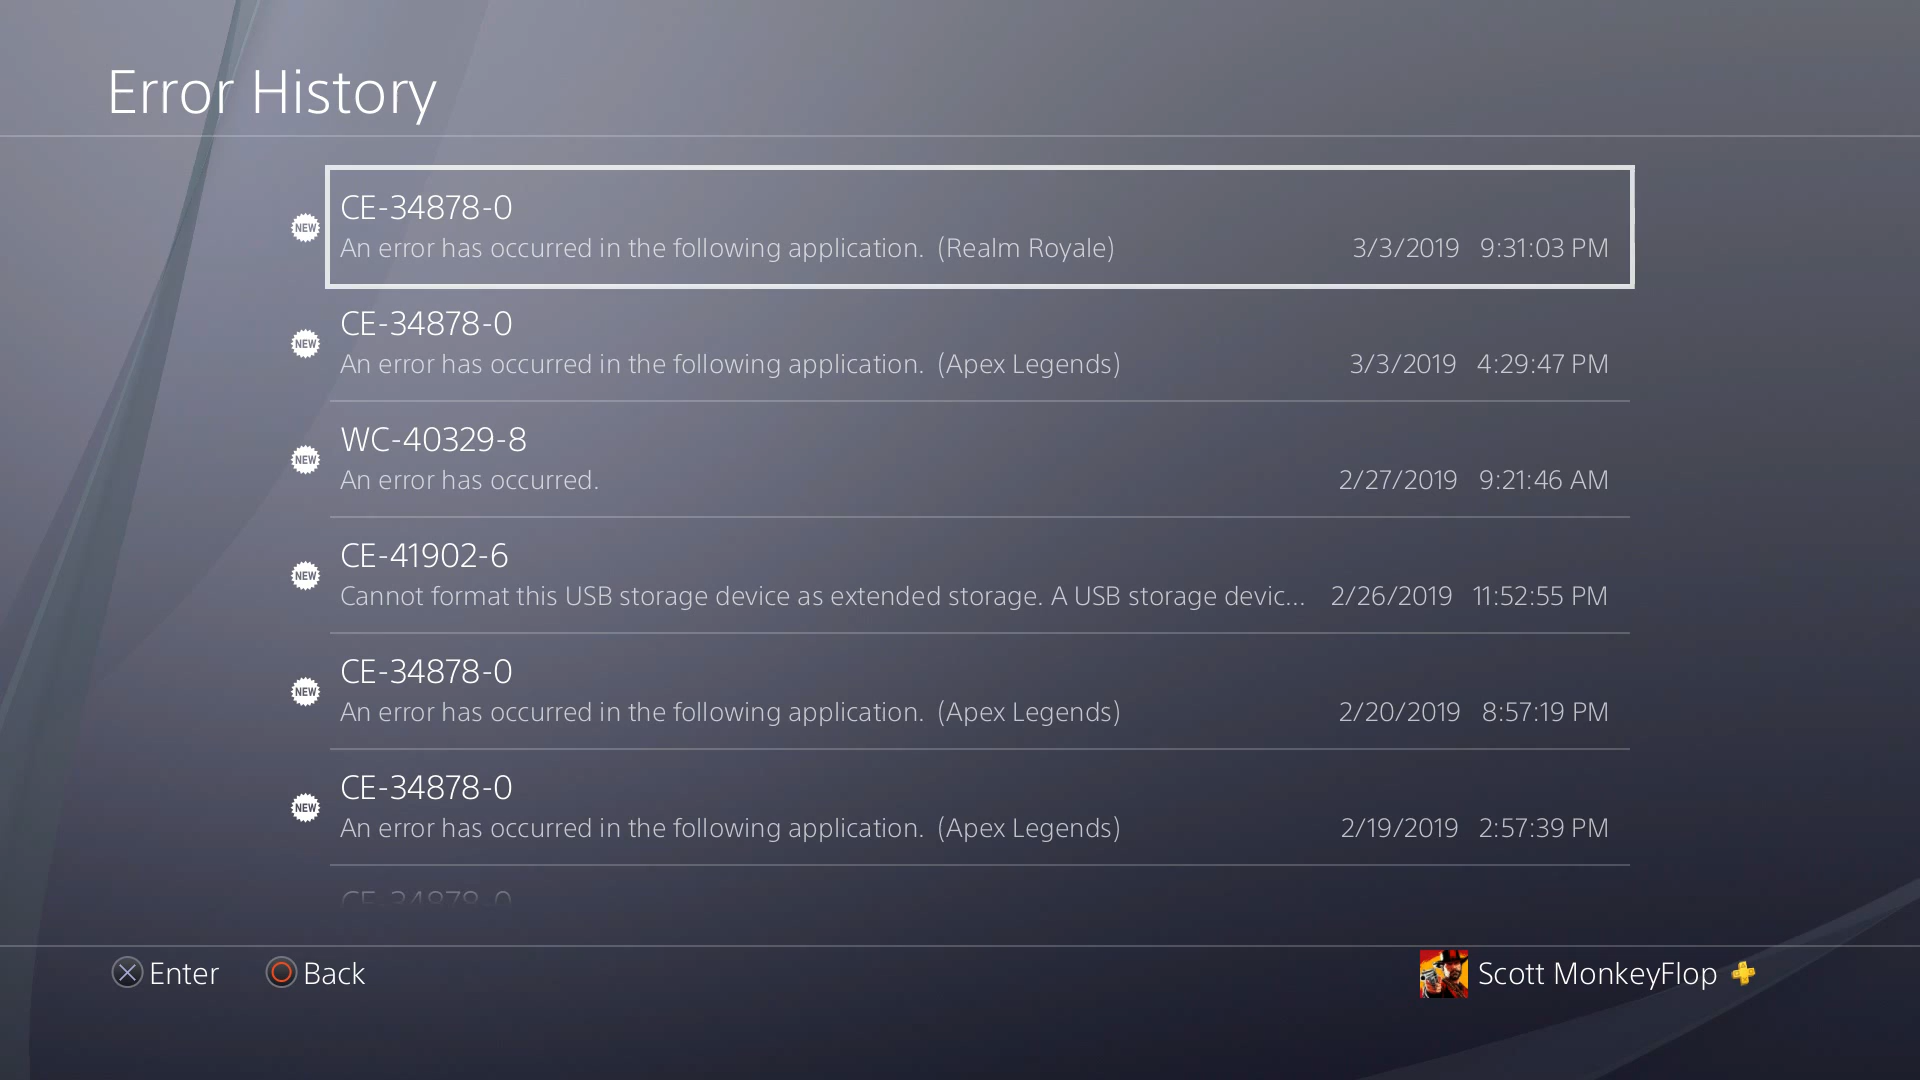 Error History
NEW
CE-34878-0
An error has occurred in the following application. (Realm Royale) 3/3/2019 9:31:03 PM
NEW
CE-34878-0
An error has occurred in the following application. (Apex Legends) 3/3/2019 4:29:47 PM
NEW
WC-40329-8
An error has occurred. 2/27/2019 9:21:46 AM
NEW
CE-41902-6
Cannot format this USB storage device as extended storage. A USB storage devic... 2/26/2019 11:52:55 PM
NEW
CE-34878-0
An error has occurred in the following application. (Apex Legends) 2/20/2019 8:57:19 PM
NEW
CE-34878-0
An error has occurred in the following application. (Apex Legends) 2/19/2019 2:57:39 PM
CE-34878-0
Enter Back Scott MonkeyFlop